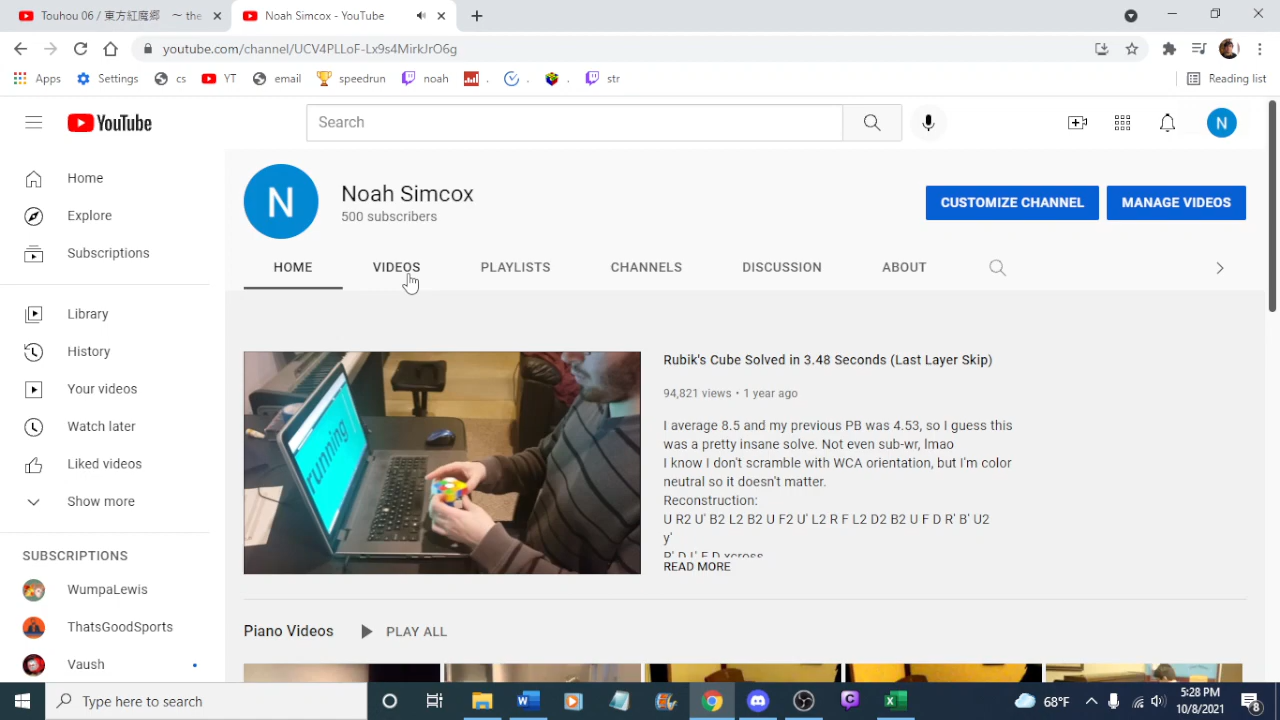 Touhou 06 / 東方紅魔郷 ～ the
Noah Simcox - YouTube
youtube.com/channel/UCV4PLLoF-Lx9s4MirkJrO6g
Apps Settings cs YT email speedrun noah . . . str Reading list
YouTube Search N
Home
Explore
Subscriptions
Library
History
Your videos
Watch later
Liked videos
Show more
SUBSCRIPTIONS
WumpaLewis
ThatsGoodSports
Vaush
N
Noah Simcox
500 subscribers
CUSTOMIZE CHANNEL MANAGE VIDEOS
HOME VIDEOS PLAYLISTS CHANNELS DISCUSSION ABOUT
running
Rubik's Cube Solved in 3.48 Seconds (Last Layer Skip)
94,821 views • 1 year ago
I average 8.5 and my previous PB was 4.53, so I guess this
was a pretty insane solve. Not even sub-wr, lmao
I know I don't scramble with WCA orientation, but I'm color
neutral so it doesn't matter.
Reconstruction:
U R2 U' B2 L2 B2 U F2 U' L2 R F L2 D2 B2 U F D R' B' U2
y'
R' D L' F D xcross
READ MORE
Piano Videos PLAY ALL
Type here to search
68°F
5:28 PM
10/8/2021
8